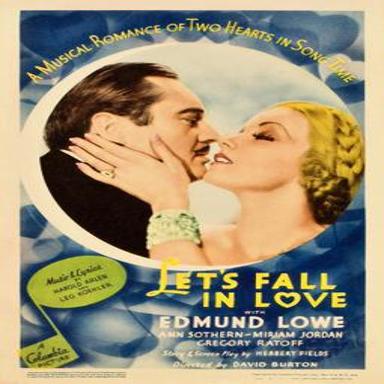 A MUSICAL ROMANCE OF TWO HEARTS IN SONG TIME
Music & Lyrics
BY
HAROLD ARLEN
AND
LEO KOEHLER
A
Columbia
PICTURE
LET'S FALL
IN LOVE
WITH
EDMUND LOWE
ANN SOTHERN-MIRIAM JORDAN
GREGORY RATOFF
Story & Screen Play by HERBERT FIELDS
Directed by DAVID BURTON